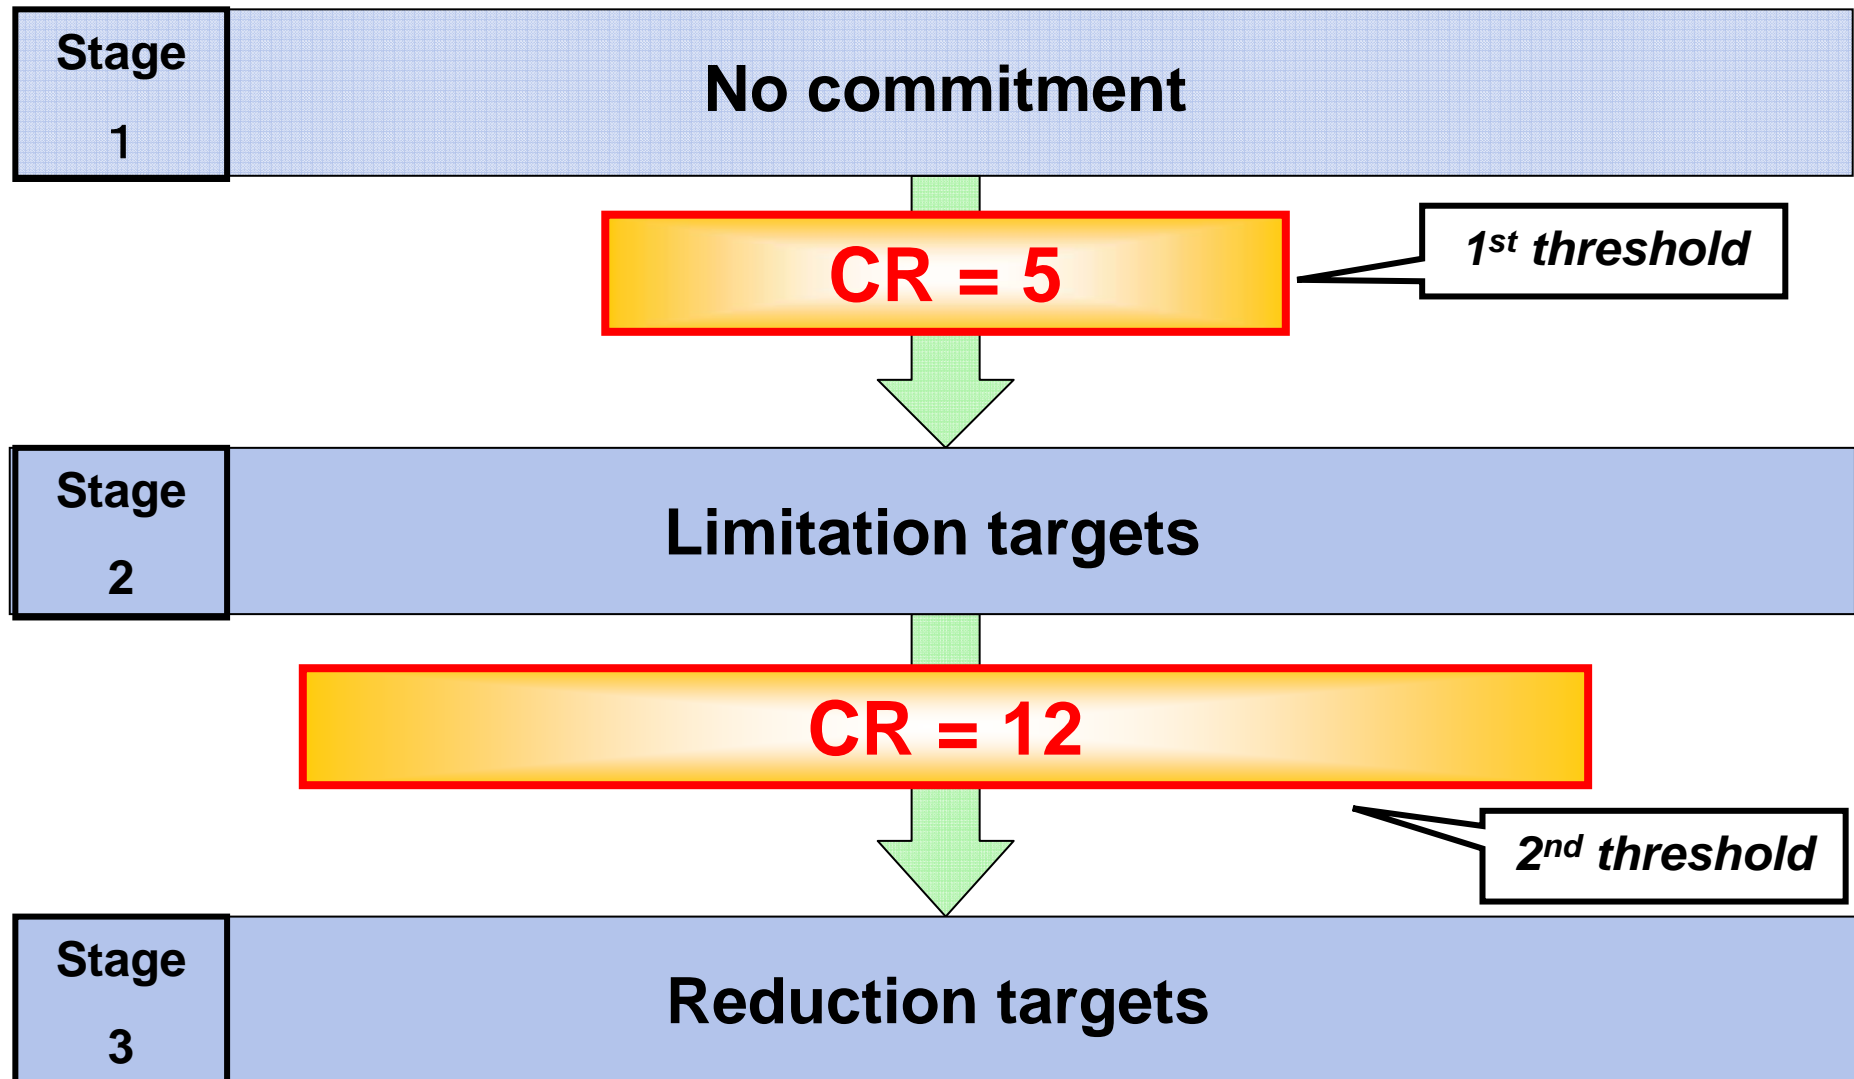 Stage
1
No commitment
CR = 5
1st threshold
Stage
2
Limitation targets
CR = 12
2nd threshold
Stage
3
Reduction targets